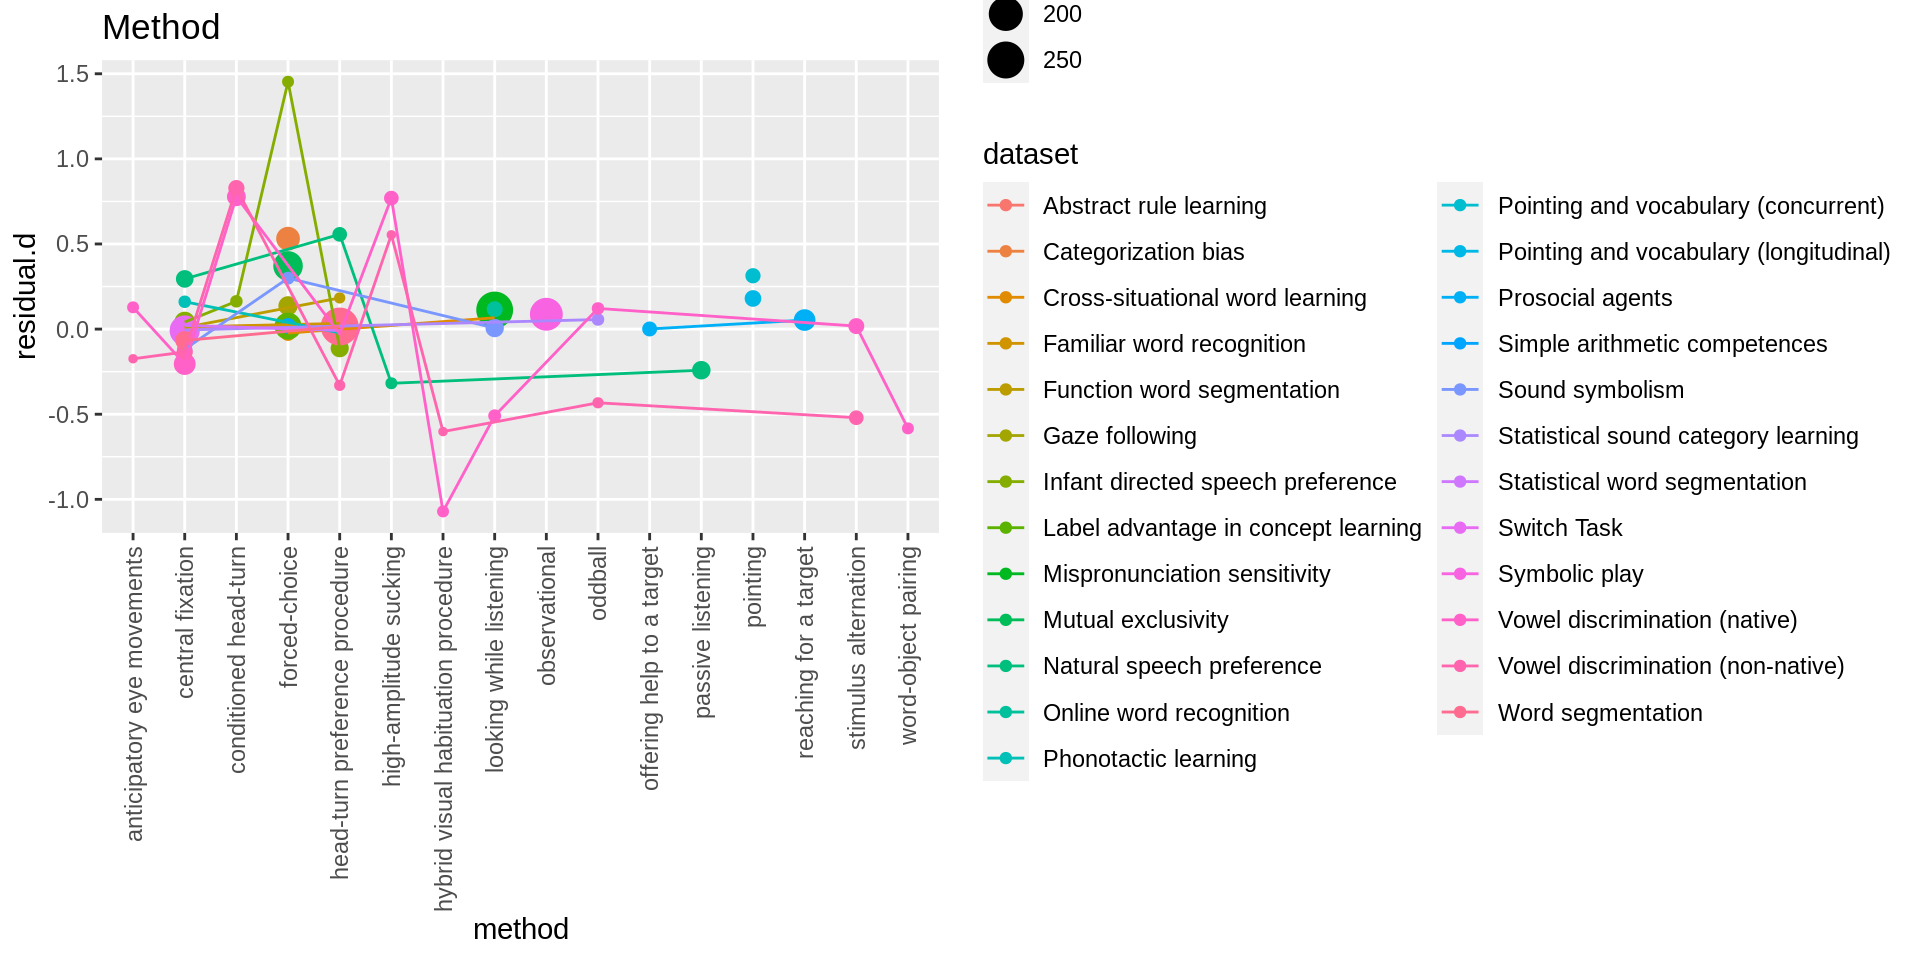 Method
1.5
1.0
0.5
0.0
-0.5
-1.0
residual.d
anticipatory eye movements
central fixation
conditioned head-turn
forced-choice
head-turn preference procedure
high-amplitude sucking
hybrid visual habituation procedure
looking while listening
observational
oddball
offering help to a target
passive listening
pointing
reaching for a target
stimulus alternation
word-object pairing
method
200
250
dataset
Abstract rule learning
Categorization bias
Cross-situational word learning
Familiar word recognition
Function word segmentation
Gaze following
Infant directed speech preference
Label advantage in concept learning
Mispronunciation sensitivity
Mutual exclusivity
Natural speech preference
Online word recognition
Phonotactic learning
Pointing and vocabulary (concurrent)
Pointing and vocabulary (longitudinal)
Prosocial agents
Simple arithmetic competences
Sound symbolism
Statistical sound category learning
Statistical word segmentation
Switch Task
Symbolic play
Vowel discrimination (native)
Vowel discrimination (non-native)
Word segmentation